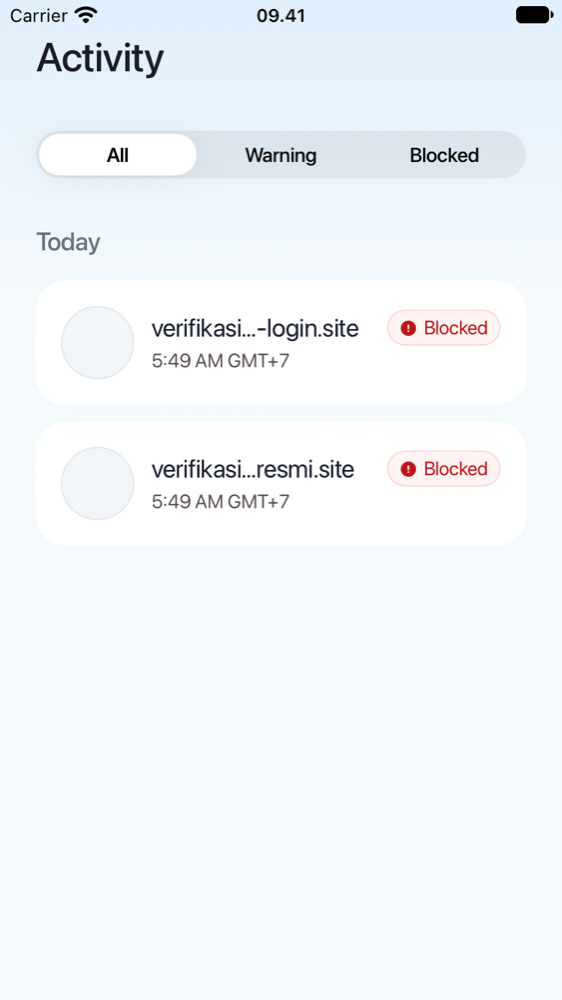 Carrier 09.41
Activity
All Warning Blocked
Today
verifikasi...-login.site Blocked
5:49 AM GMT+7
verifikasi...resmi.site Blocked
5:49 AM GMT+7